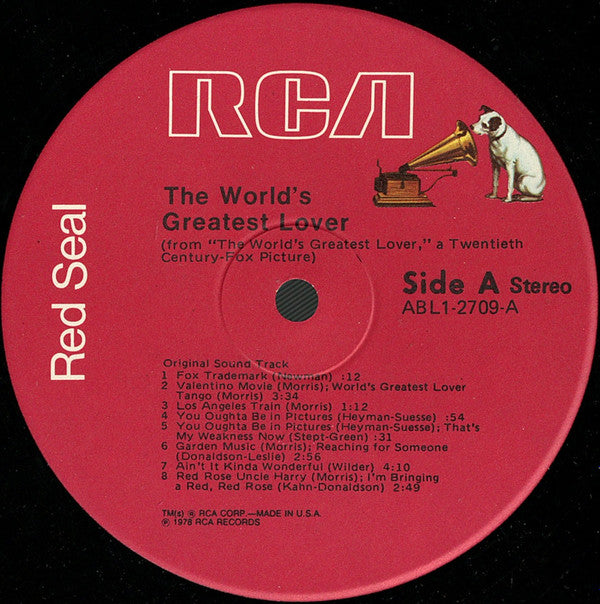 RCA
The World's
Greatest Lover
(from "The World's Greatest Lover," a Twentieth
Century-Fox Picture)
Red Seal
Side A Stereo
ABL1-2709-A
Original Sound Track
1 Fox Trademark (Newman) :12
2 Valentino Movie (Morris); World's Greatest Lover
Tango (Morris) 3:34
3 Los Angeles Train (Morris) 1:12
4 You Oughta Be in Pictures (Heyman-Suesse) :54
5 You Oughta Be in Pictures (Heyman-Suesse); That's
My Weakness Now (Stept-Green) :31
6 Garden Music (Morris); Reaching for Someone
(Donaldson-Leslie) 2:56
7 Ain't It Kinda Wonderful (Wilder) 4:10
8 Red Rose Uncle Harry (Morris); I'm Bringing
a Red, Red Rose (Kahn-Donaldson) 2:49
TM(s) ® RCA CORP.—MADE IN U.S.A.
℗ 1978 RCA RECORDS